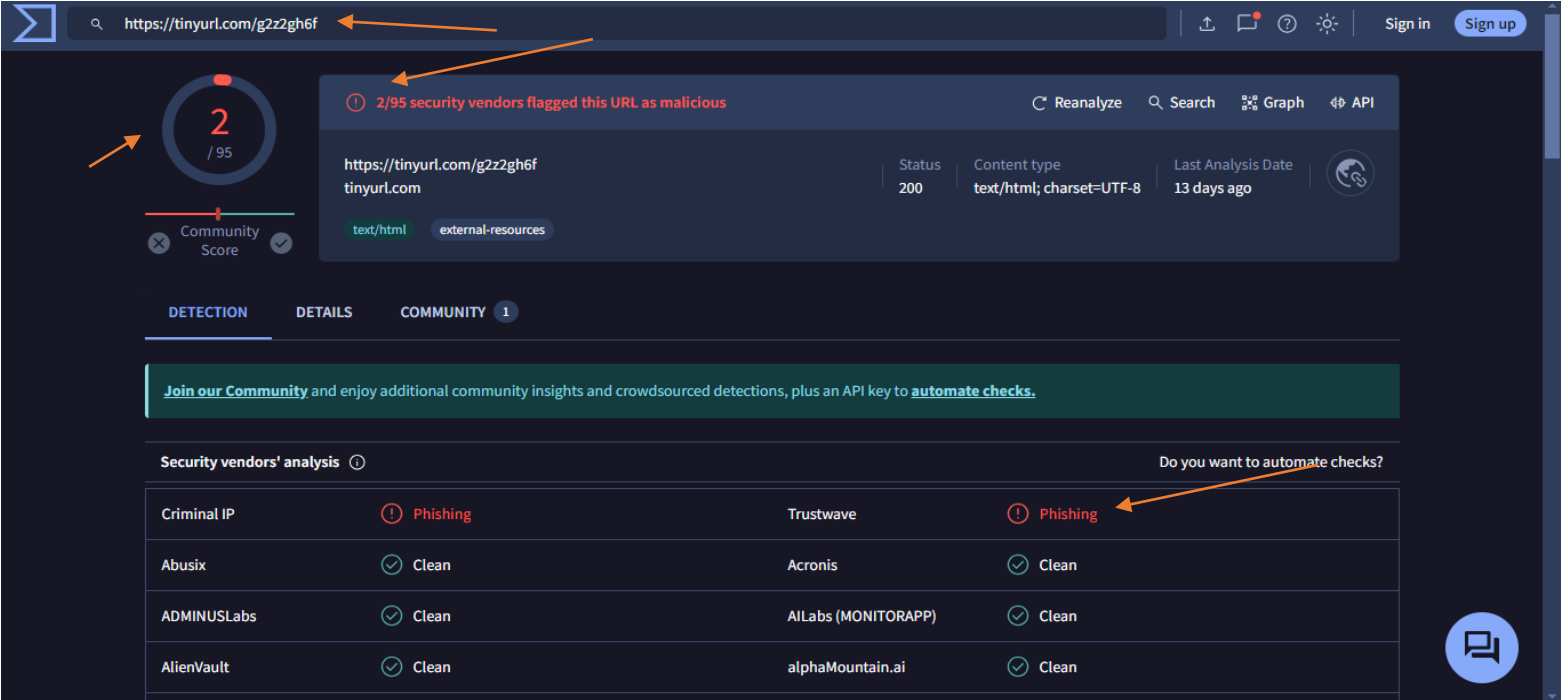 https://tinyurl.com/g2z2gh6f
Sign in
Sign up
2
/ 95
Community
Score
2/95 security vendors flagged this URL as malicious
Reanalyze
Search
Graph
API
https://tinyurl.com/g2z2gh6f
tinyurl.com
Status
200
Content type
text/html; charset=UTF-8
Last Analysis Date
13 days ago
text/html
external-resources
DETECTION
DETAILS
COMMUNITY 1
Join our Community and enjoy additional community insights and crowdsourced detections, plus an API key to automate checks.
Security vendors' analysis
Do you want to automate checks?
Criminal IP Phishing Trustwave Phishing
Abusix Clean Acronis Clean
ADMINUSLabs Clean AILabs (MONITORAPP) Clean
AlienVault Clean alphaMountain.ai Clean